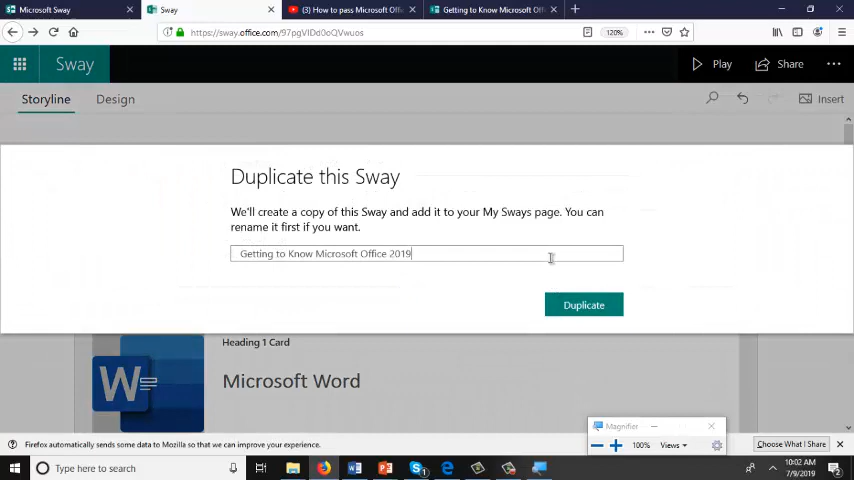 Microsoft Sway
Sway
(3) How to pass Microsoft Offic
Getting to Know Microsoft Off
https://sway.office.com/97pgVIDd0oQVwuos
120%
Sway
Play
Share
Storyline
Design
Insert
Duplicate this Sway
We'll create a copy of this Sway and add it to your My Sways page. You can
rename it first if you want.
Getting to Know Microsoft Office 2019
Duplicate
Heading 1 Card
W
Microsoft Word
Magnifier
100%
Views
Firefox automatically sends some data to Mozilla so that we can improve your experience.
Choose What I Share
Type here to search
10:02 AM
7/9/2019